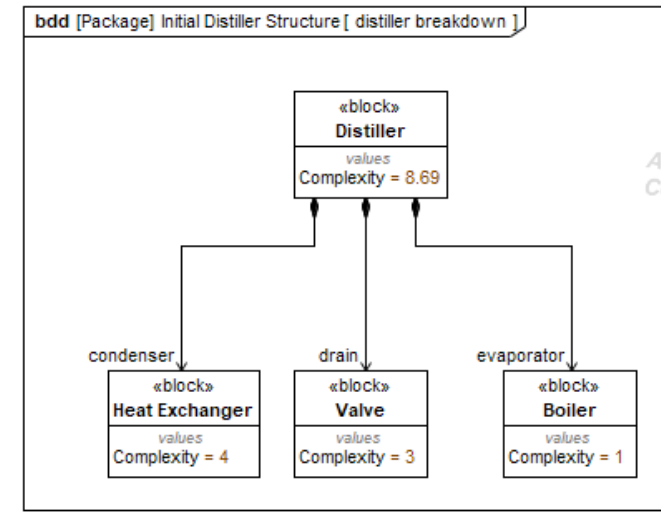 bdd [Package] Initial Distiller Structure [ distiller breakdown ]
«block»
Distiller
values
Complexity = 8.69
condenser
drain
evaporator
«block»
Heat Exchanger
values
Complexity = 4
«block»
Valve
values
Complexity = 3
«block»
Boiler
values
Complexity = 1
A
C